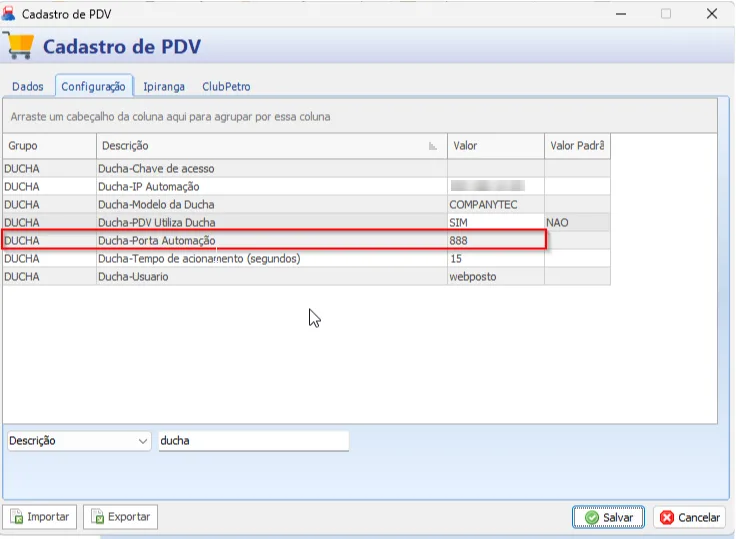 Cadastro de PDV
Cadastro de PDV
Dados Configuração Ipiranga ClubPetro
Arraste um cabeçalho da coluna aqui para agrupar por essa coluna
Grupo Descrição Valor Valor Padrã
DUCHA Ducha-Chave de acesso
DUCHA Ducha-IP Automação
DUCHA Ducha-Modelo da Ducha COMPANYTEC
DUCHA Ducha-PDV Utiliza Ducha SIM NAO
DUCHA Ducha-Porta Automação 888
DUCHA Ducha-Tempo de acionamento (segundos) 15
DUCHA Ducha-Usuario webposto
Descrição ducha
Importar Exportar Salvar Cancelar